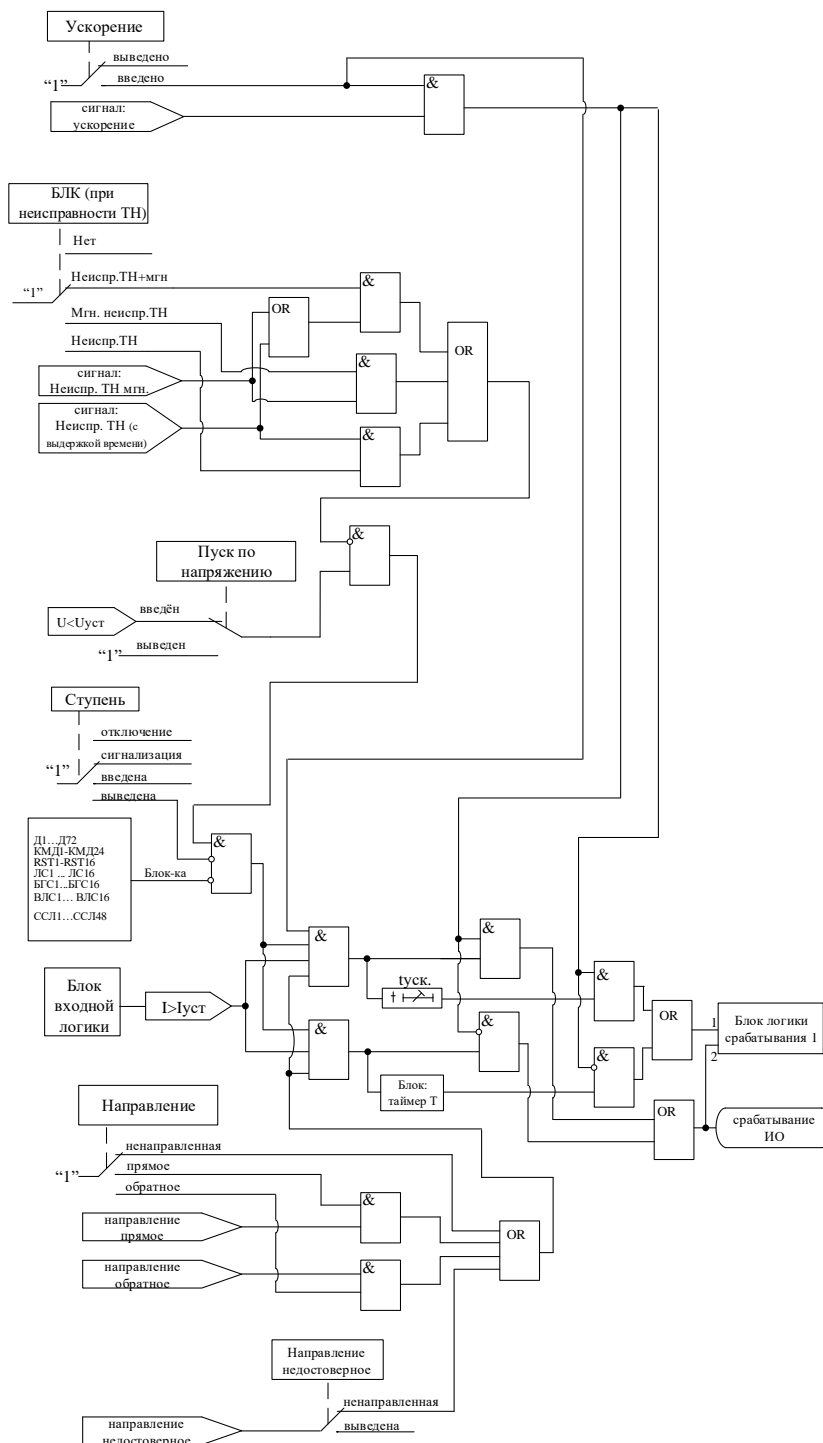 Ускорение
выведено
“1”
введено
&
сигнал:
ускорение
БЛК (при
неисправности ТН)
Нет
Неиспр.ТН+мгн
“1”
&
OR
Мгн. неиспр.ТН
OR
Неиспр.ТН
&
сигнал:
Неиспр. ТН мгн.
сигнал:
Неиспр. ТН (с
выдержкой времени)
&
&
Пуск по
напряжению
введён
U<Uуст
“1”
выведен
Ступень
отключение
сигнализация
“1”
введена
выведена
Д1...Д72
КМД1-КМД24
RST1-RST16
ЛС1 ... ЛС16
БГС1...БГС16
ВЛС1... ВЛС16
ССЛ1...ССЛ48
&
Блок-ка
&
&
Блок
входной
логики
I>Iуст
tуск.
&
&
&
OR
1
2
Блок логики
срабатывания 1
&
Блок:
таймер Т
OR
срабатывание
ИО
Направление
ненаправленная
“1”
прямое
обратное
&
направление
прямое
OR
направление
обратное
&
Направление
недостоверное
ненаправленная
выведена
направление
недостоверное